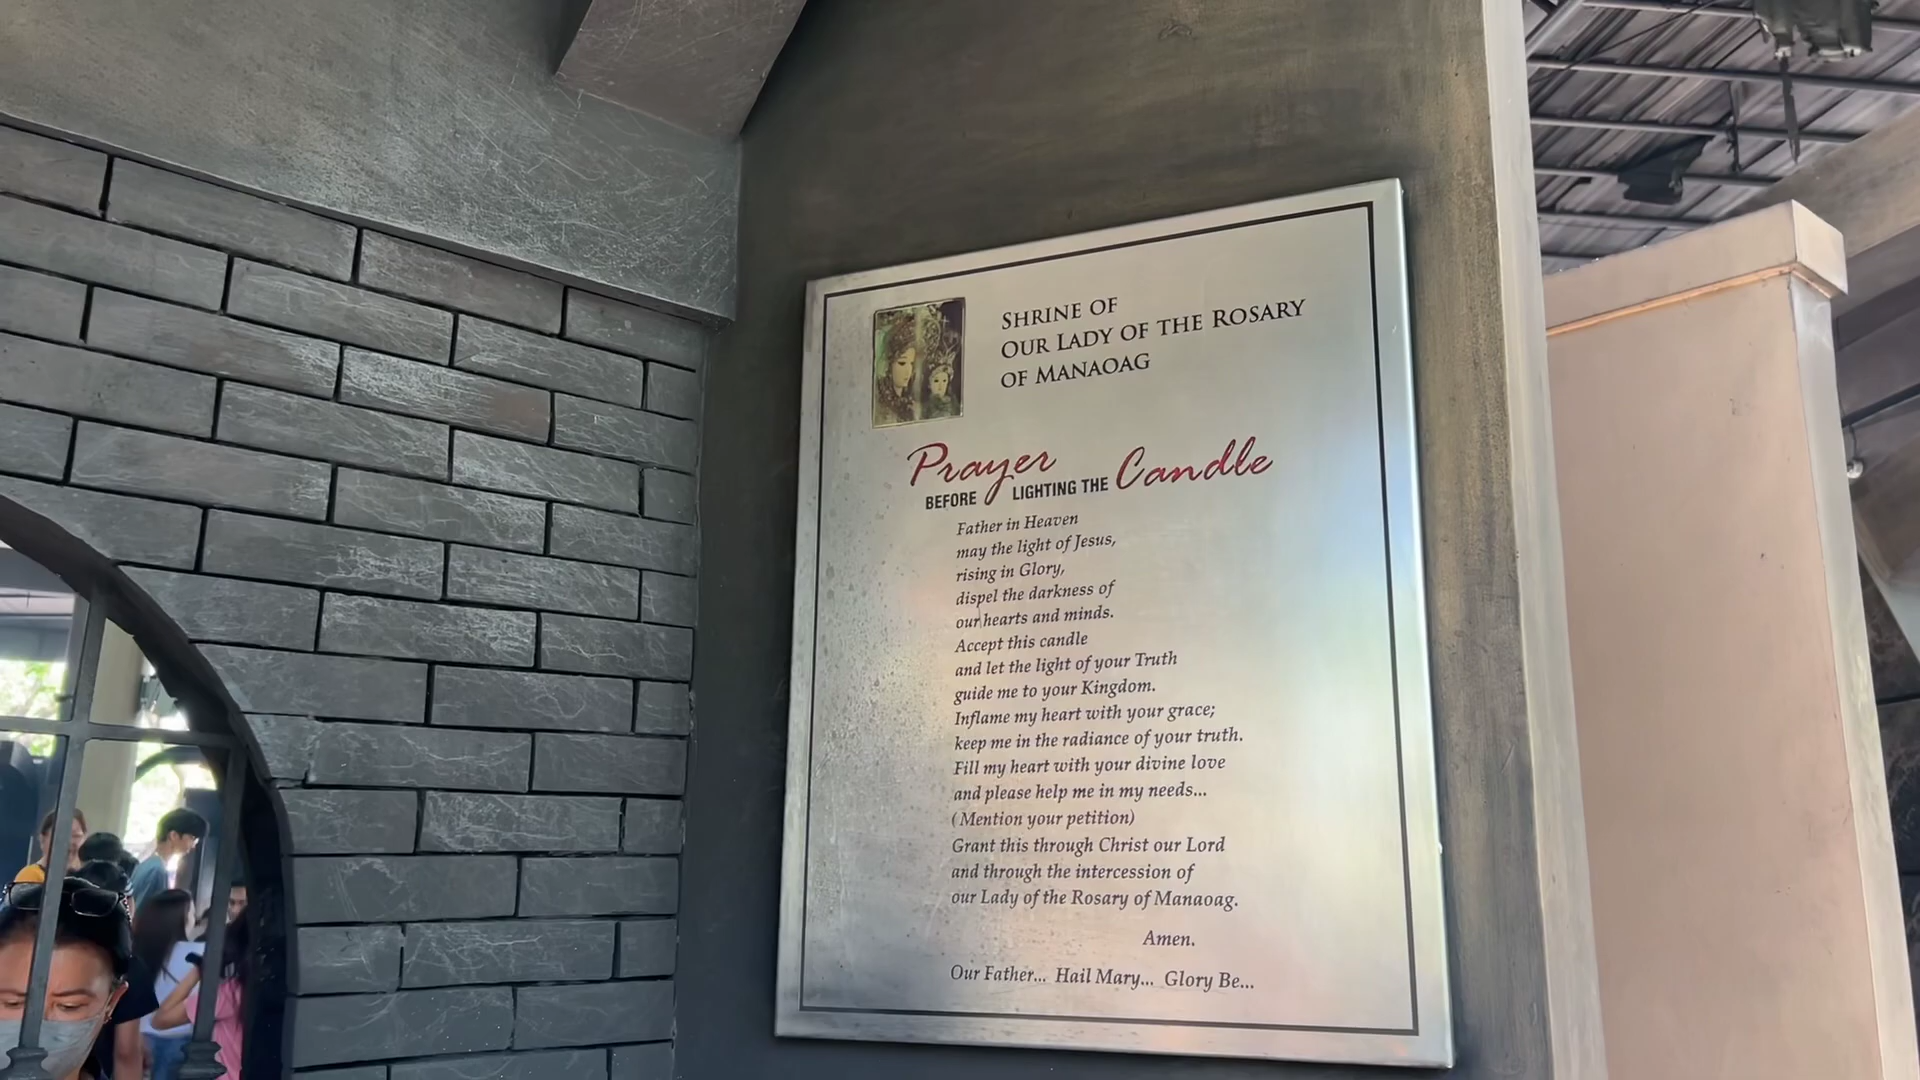 SHRINE OF
OUR LADY OF THE ROSARY
OF MANAOAG
Prayer
BEFORE LIGHTING THE Candle
Father in Heaven
may the light of Jesus,
rising in Glory,
dispel the darkness of
our hearts and minds.
Accept this candle
and let the light of your Truth
guide me to your Kingdom.
Inflame my heart with your grace;
keep me in the radiance of your truth.
Fill my heart with your divine love
and please help me in my needs...
(Mention your petition)
Grant this through Christ our Lord
and through the intercession of
our Lady of the Rosary of Manaoag.
Amen.
Our Father... Hail Mary... Glory Be...